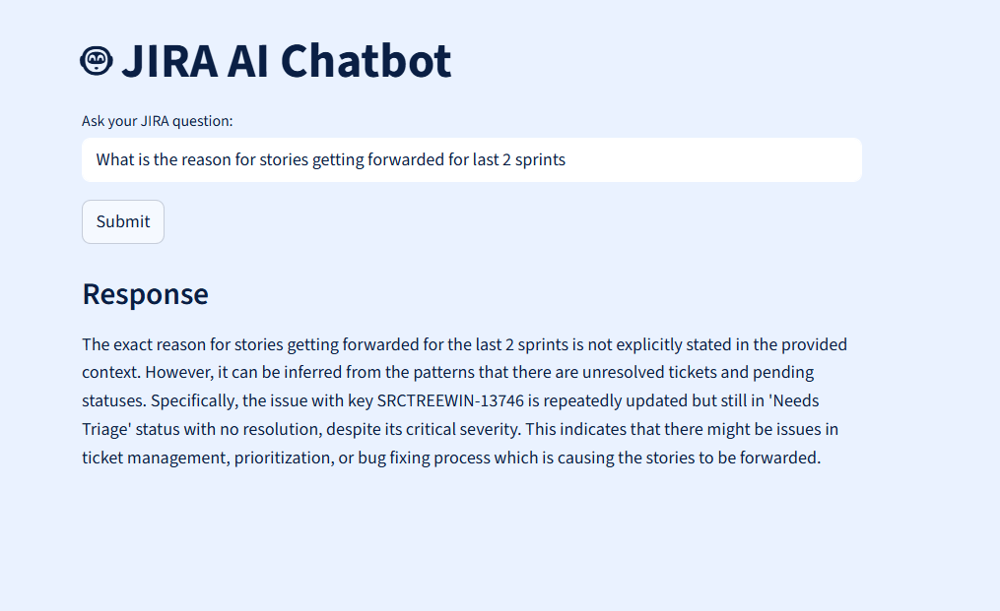 JIRA AI Chatbot
Ask your JIRA question:
What is the reason for stories getting forwarded for last 2 sprints
Submit
Response
The exact reason for stories getting forwarded for the last 2 sprints is not explicitly stated in the provided
context. However, it can be inferred from the patterns that there are unresolved tickets and pending
statuses. Specifically, the issue with key SRCTREEWIN-13746 is repeatedly updated but still in 'Needs
Triage' status with no resolution, despite its critical severity. This indicates that there might be issues in
ticket management, prioritization, or bug fixing process which is causing the stories to be forwarded.